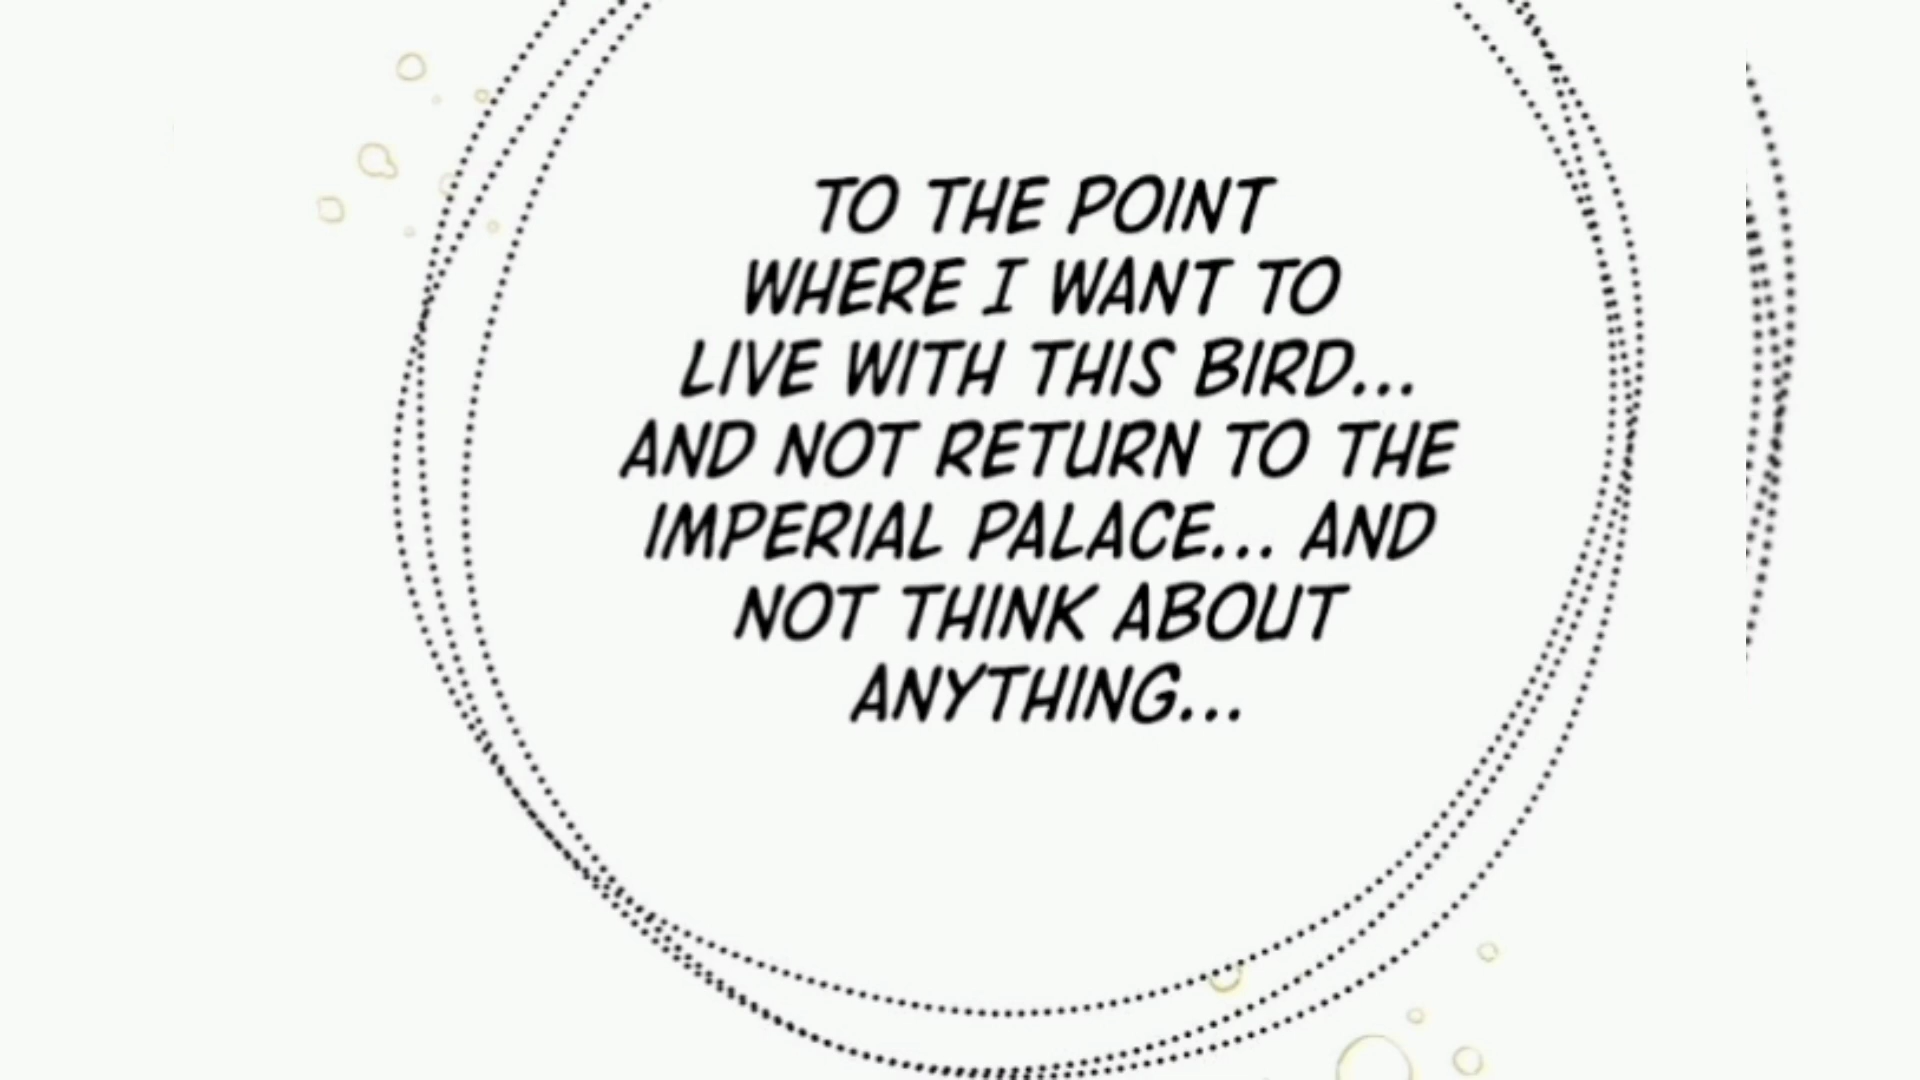 TO THE POINT
WHERE I WANT TO
LIVE WITH THIS BIRD...
AND NOT RETURN TO THE
IMPERIAL PALACE... AND
NOT THINK ABOUT
ANYTHING...